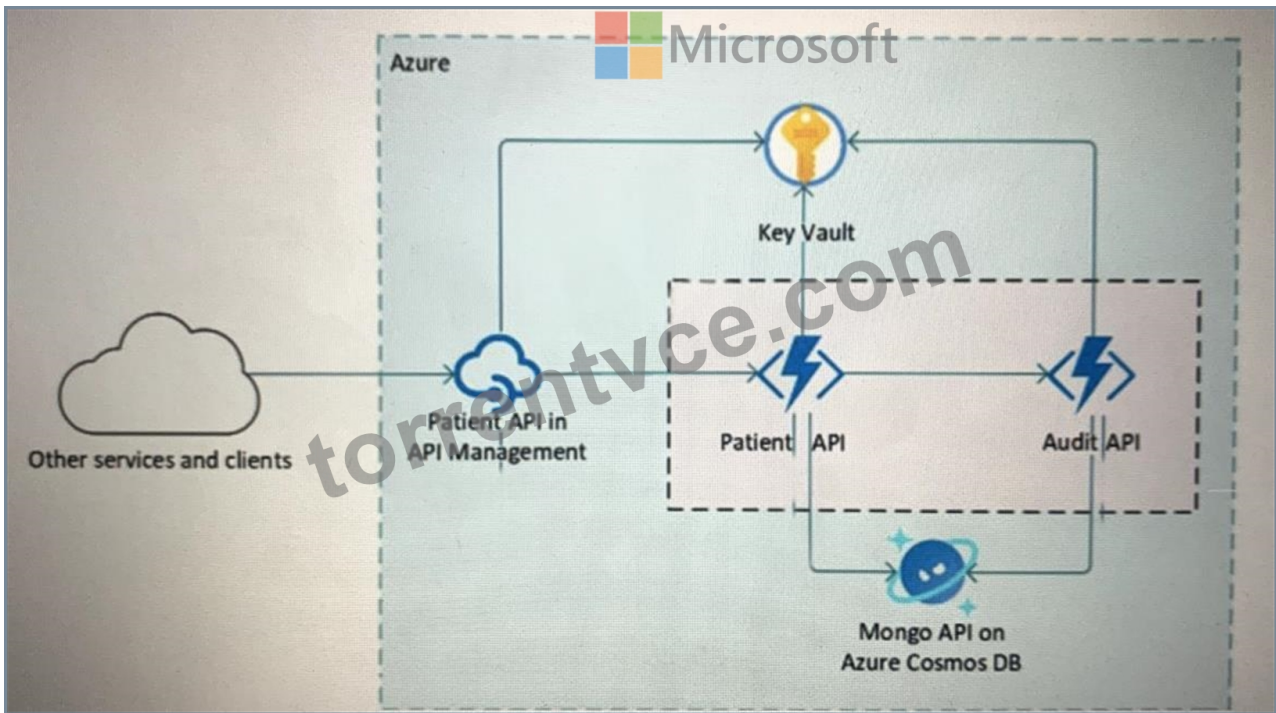 Microsoft
Azure
Key Vault
Patient API in
API Management
Other services and clients
Patient API
Audit API
Mongo API on
Azure Cosmos DB
torrentvce.com